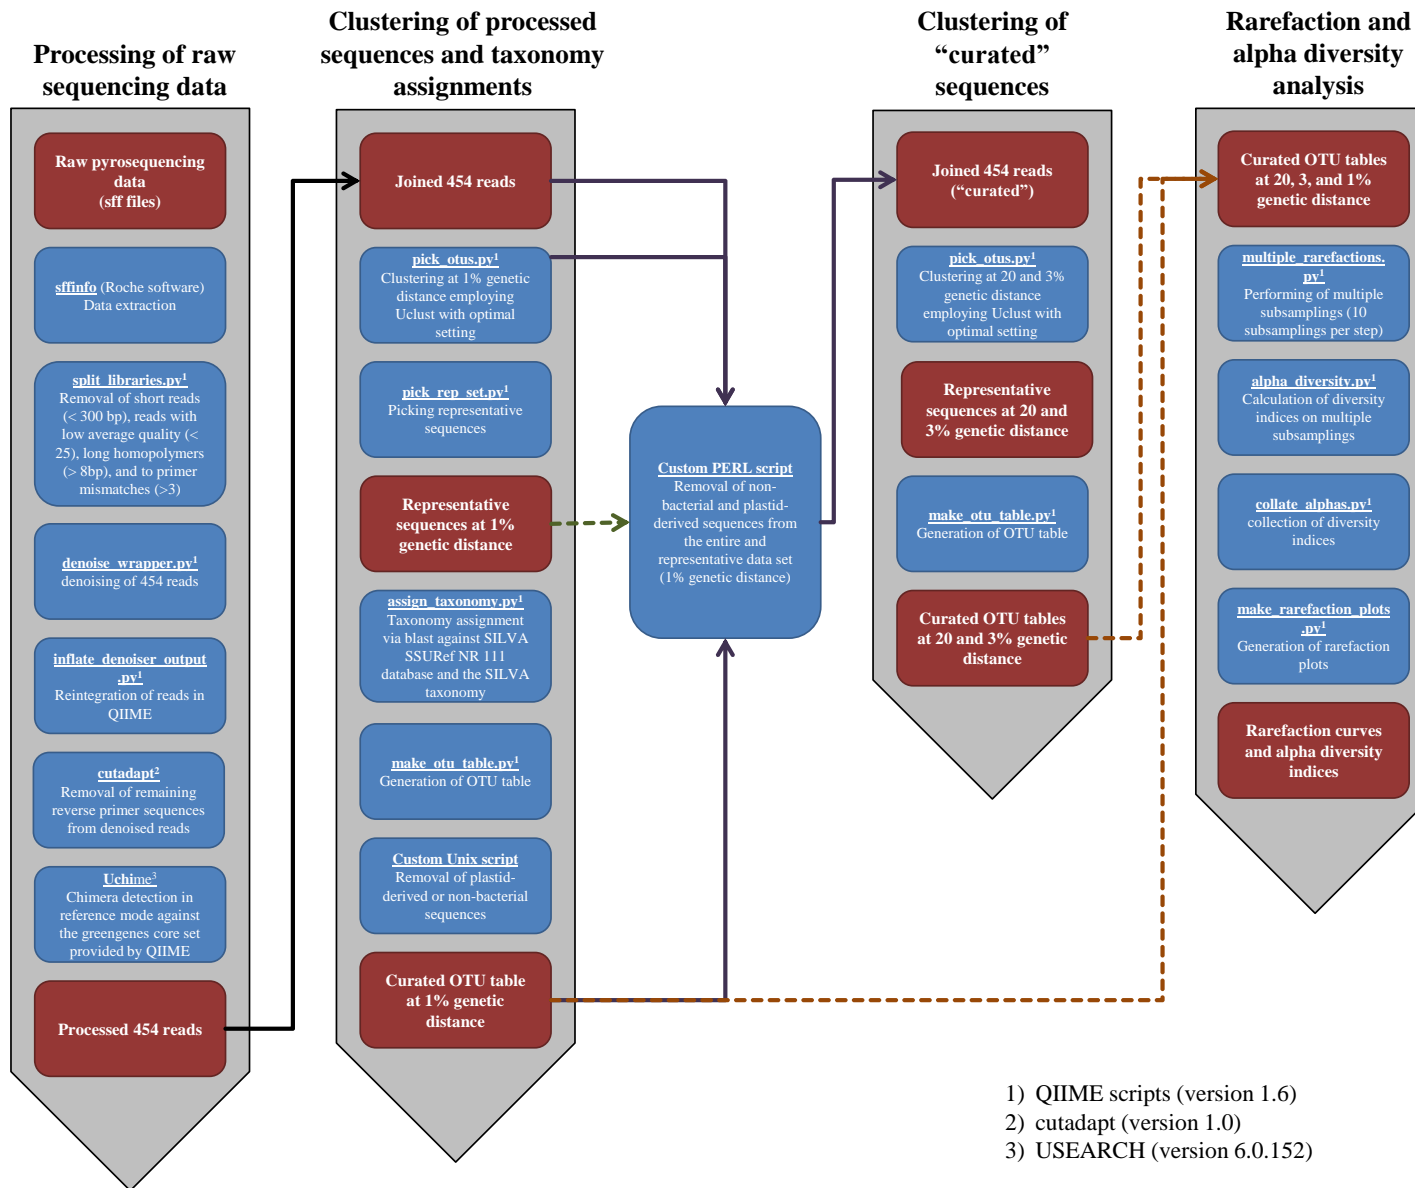 Processing of raw
sequencing data
Raw pyrosequencing
data
(sff files)
sffinfo (Roche software)
Data extraction
split_libraries.py¹
Removal of short reads
(< 300 bp), reads with
low average quality (<
25), long homopolymers
(> 8bp), and to primer
mismatches (>3)
denoise_wrapper.py¹
denoising of 454 reads
inflate_denoiser_output
.py¹
Reintegration of reads in
QIIME
cutadapt²
Removal of remaining
reverse primer sequences
from denoised reads
Uchime³
Chimera detection in
reference mode against
the greengenes core set
provided by QIIME
Processed 454 reads
Clustering of processed
sequences and taxonomy
assignments
Joined 454 reads
pick_otus.py¹
Clustering at 1% genetic
distance employing
Uclust with optimal
setting
pick_rep_set.py¹
Picking representative
sequences
Representative
sequences at 1%
genetic distance
assign_taxonomy.py¹
Taxonomy assignment
via blast against SILVA
SSURef NR 111
database and the SILVA
taxonomy
make_otu_table.py¹
Generation of OTU table
Custom Unix script
Removal of plastid-
derived or non-bacterial
sequences
Curated OTU table
at 1% genetic
distance
Custom PERL script
Removal of non-
bacterial and plastid-
derived sequences from
the entire and
representative data set
(1% genetic distance)
Clustering of
“curated”
sequences
Joined 454 reads
(“curated”)
pick_otus.py¹
Clustering at 20 and 3%
genetic distance
employing Uclust with
optimal setting
Representative
sequences at 20 and
3% genetic distance
make_otu_table.py¹
Generation of OTU table
Curated OTU tables
at 20 and 3% genetic
distance
Rarefaction and
alpha diversity
analysis
Curated OTU tables
at 20, 3, and 1%
genetic distance
multiple_rarefactions.
py¹
Performing of multiple
subsamplings (10
subsamplings per step)
alpha_diversity.py¹
Calculation of diversity
indices on multiple
subsamplings
collate_alphas.py¹
collection of diversity
indices
make_rarefaction_plots
.py¹
Generation of rarefaction
plots
Rarefaction curves
and alpha diversity
indices
1) QIIME scripts (version 1.6)
2) cutadapt (version 1.0)
3) USEARCH (version 6.0.152)